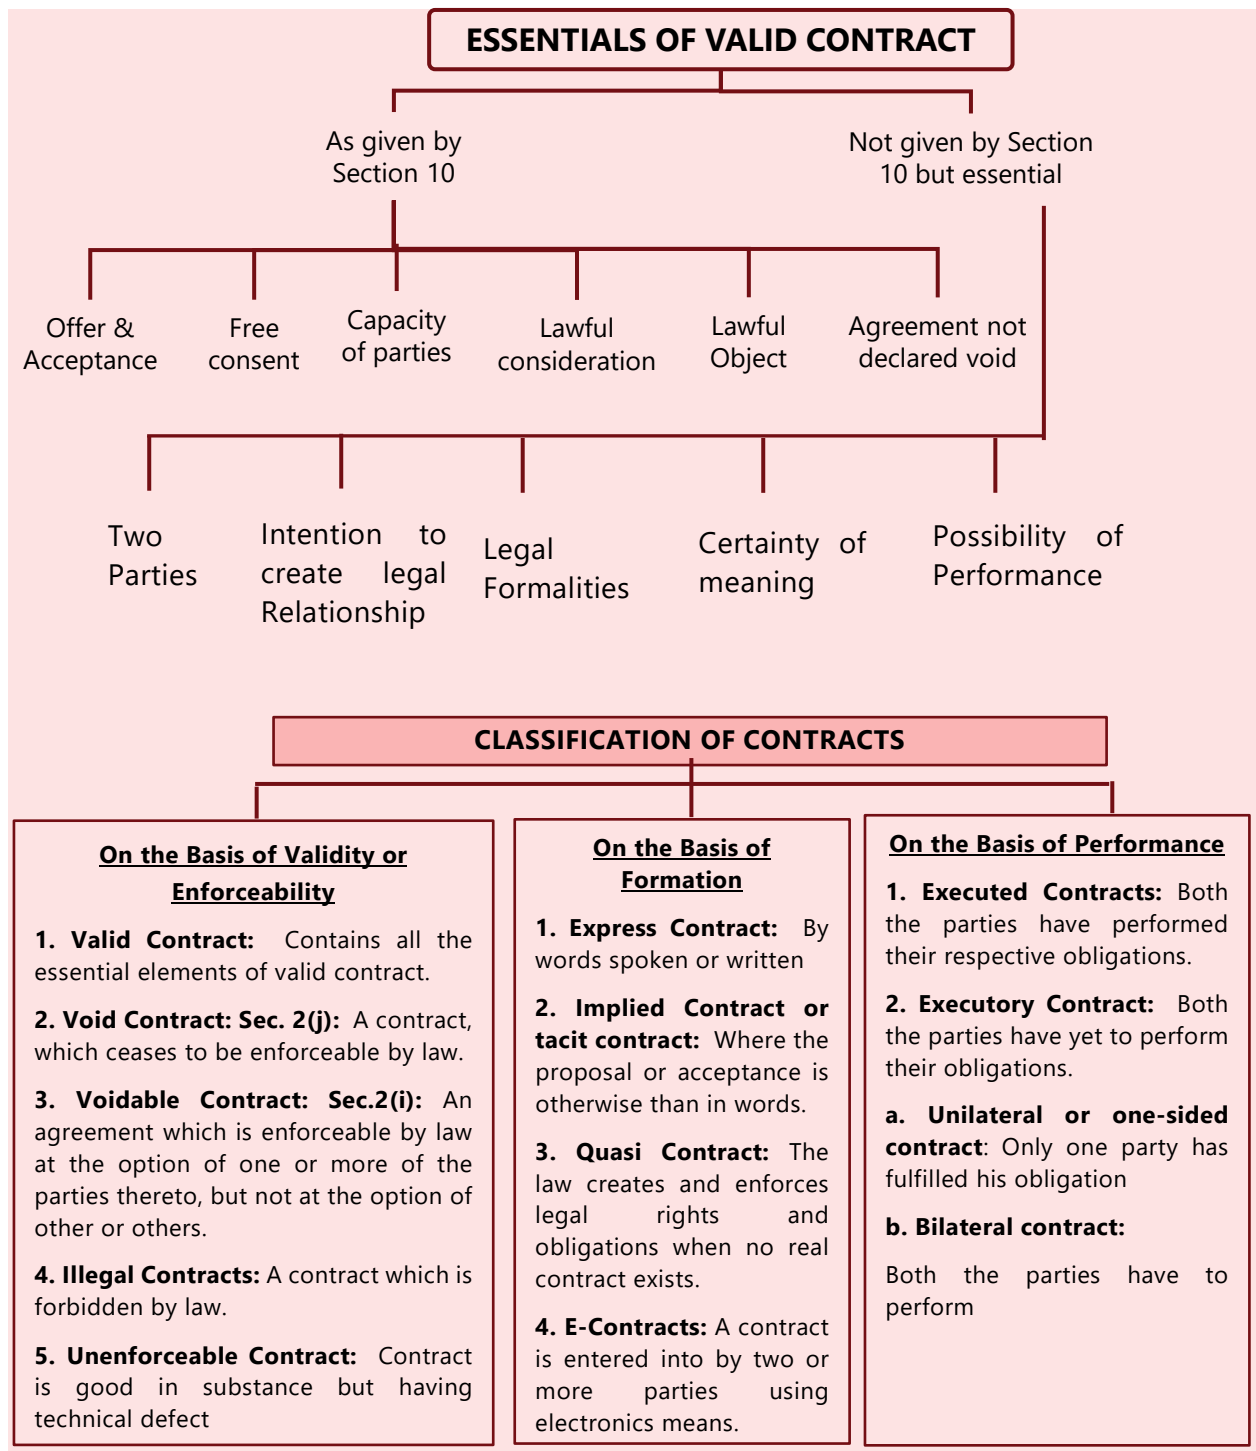 ESSENTIALS OF VALID CONTRACT
As given by
Section 10
Not given by Section
10 but essential
Offer &
Acceptance
Free
consent
Capacity
of parties
Lawful
consideration
Lawful
Object
Agreement not
declared void
Two
Parties
Intention to
create legal
Relationship
Legal
Formalities
Certainty of
meaning
Possibility of
Performance
CLASSIFICATION OF CONTRACTS
On the Basis of Validity or
Enforceability
1. Valid Contract: Contains all the
essential elements of valid contract.
2. Void Contract: Sec. 2(j): A contract,
which ceases to be enforceable by law.
3. Voidable Contract: Sec.2(i): An
agreement which is enforceable by law
at the option of one or more of the
parties thereto, but not at the option of
other or others.
4. Illegal Contracts: A contract which is
forbidden by law.
5. Unenforceable Contract: Contract
is good in substance but having
technical defect
On the Basis of
Formation
1. Express Contract: By
words spoken or written
2. Implied Contract or
tacit contract: Where the
proposal or acceptance is
otherwise than in words.
3. Quasi Contract: The
law creates and enforces
legal rights and
obligations when no real
contract exists.
4. E-Contracts: A contract
is entered into by two or
more parties using
electronics means.
On the Basis of Performance
1. Executed Contracts: Both
the parties have performed
their respective obligations.
2. Executory Contract: Both
the parties have yet to perform
their obligations.
a. Unilateral or one-sided
contract: Only one party has
fulfilled his obligation
b. Bilateral contract:
Both the parties have to
perform